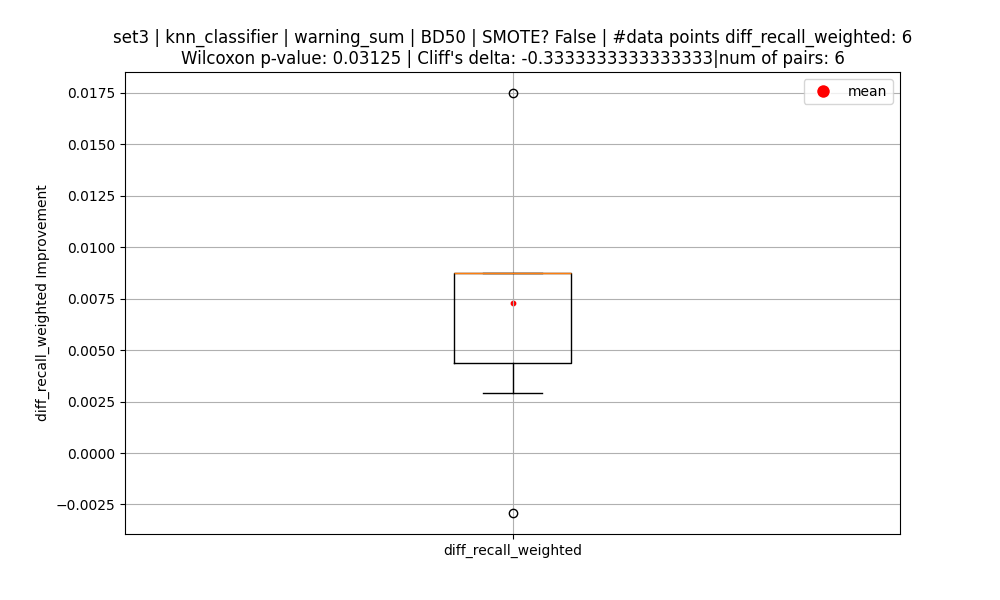 set3 | knn_classifier | warning_sum | BD50 | SMOTE? False | #data points diff_recall_weighted: 6
Wilcoxon p-value: 0.03125 | Cliff's delta: -0.3333333333333333|num of pairs: 6
mean
0.0175
0.0150
0.0125
0.0100
0.0075
0.0050
0.0025
0.0000
−0.0025
diff_recall_weighted Improvement
diff_recall_weighted